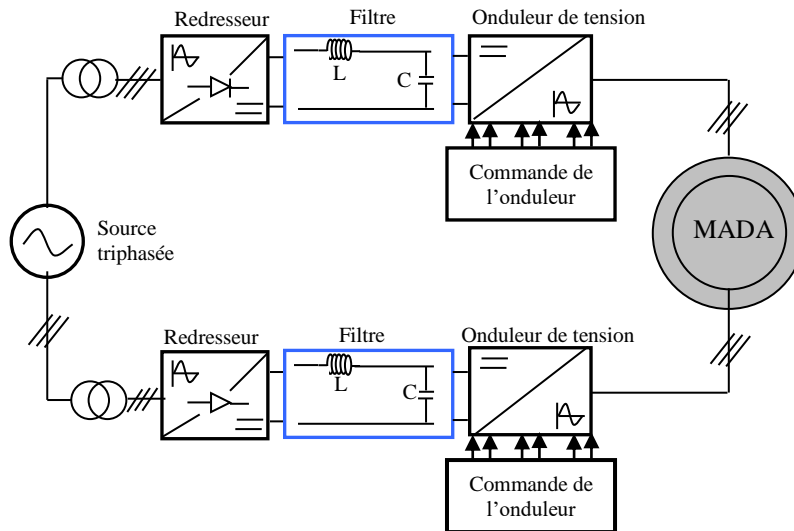 Redresseur
Filtre
Onduleur de tension
L
C
Commande de
l'onduleur
Source
triphasée
MADA
Redresseur
Filtre
Onduleur de tension
L
C
Commande de
l'onduleur